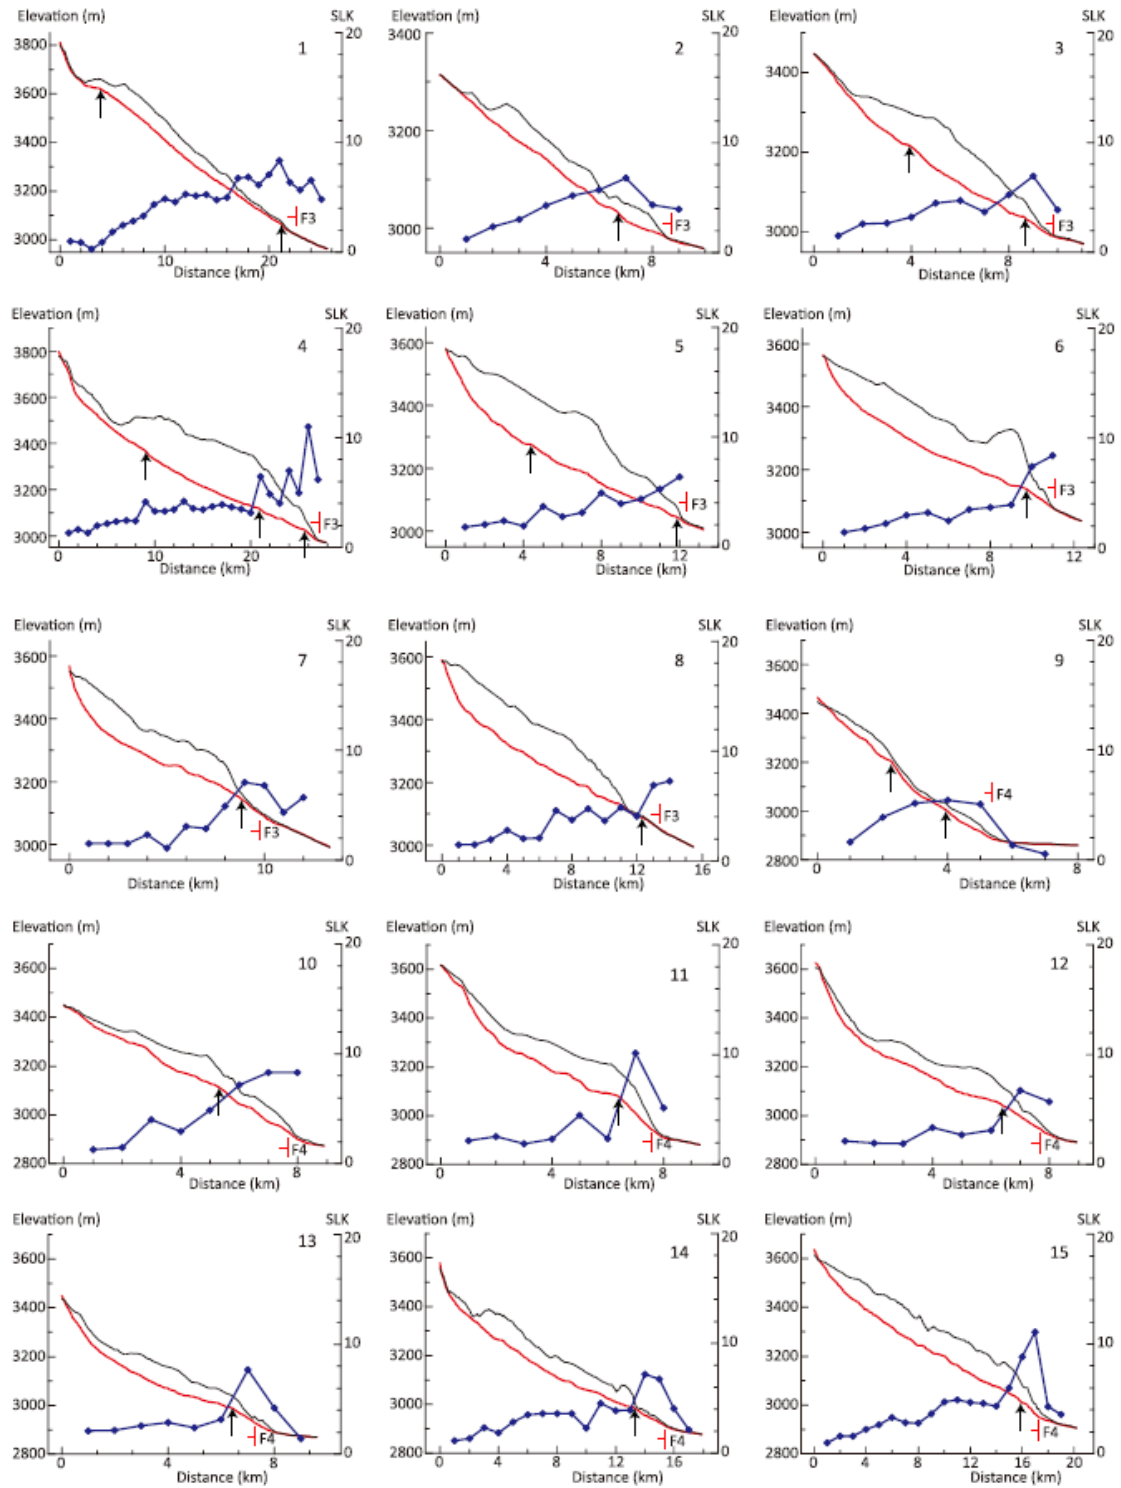 Elevation (m) SLK Elevation (m) SLK Elevation (m) SLK
1 2 3
3800 3600 3400 3200 3000
20 10 0
0 10 20
Distance (km)
F3
3400 3200 3000
20 10 0
0 4 8
Distance (km)
F3
3400 3200 3000
20 10 0
0 4 8
Distance (km)
F3
Elevation (m) SLK Elevation (m) SLK Elevation (m) SLK
4 5 6
3800 3600 3400 3200 3000
20 10 0
0 10 20
Distance (km)
F3
3600 3400 3200 3000
20 10 0
0 4 8 12
Distance (km)
F3
3600 3400 3200 3000
20 10 0
0 4 8 12
Distance (km)
F3
Elevation (m) SLK Elevation (m) SLK Elevation (m) SLK
7 8 9
3600 3400 3200 3000
20 10 0
0 10
Distance (km)
F3
3600 3400 3200 3000
20 10 0
0 4 8 12 16
Distance (km)
F3
3600 3400 3200 3000 2800
20 10 0
0 4 8
Distance (km)
F4
Elevation (m) SLK Elevation (m) SLK Elevation (m) SLK
10 11 12
3600 3400 3200 3000 2800
20 10 0
0 4 8
Distance (km)
F4
3600 3400 3200 3000 2800
20 10 0
0 4 8
Distance (km)
F4
3600 3400 3200 3000 2800
20 10 0
0 4 8
Distance (km)
F4
Elevation (m) SLK Elevation (m) SLK Elevation (m) SLK
13 14 15
3600 3400 3200 3000 2800
20 10 0
0 4 8
Distance (km)
F4
3600 3400 3200 3000 2800
20 10 0
0 4 8 12 16
Distance (km)
F4
3600 3400 3200 3000 2800
20 10 0
0 4 8 12 16 20
Distance (km)
F4